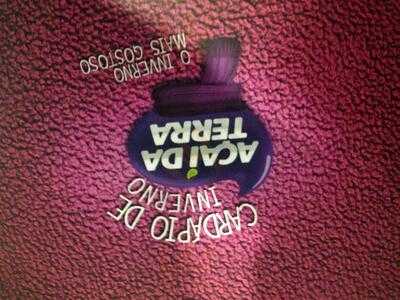 CARDÁPIO DE
INVERNO
AÇAÍ DA
TERRA
O INVERNO
MAIS GOSTOSO